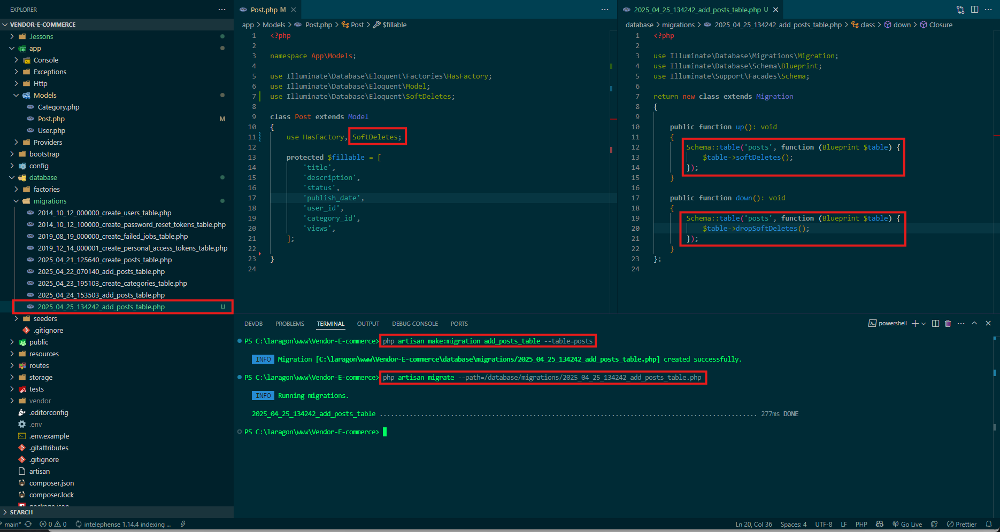 EXPLORER
VENDOR-E-COMMERCE
.lessons
app
Console
Exceptions
Http
Models
Category.php
Post.php M
User.php
Providers
bootstrap
config
database
factories
migrations
2014_10_12_000000_create_users_table.php
2014_10_12_100000_create_password_reset_tokens_table.php
2019_08_19_000000_create_failed_jobs_table.php
2019_12_14_000001_create_personal_access_tokens_table.php
2025_04_21_125640_create_posts_table.php
2025_04_22_070140_add_posts_table.php
2025_04_23_195103_create_categories_table.php
2025_04_24_153503_add_posts_table.php
2025_04_25_134242_add_posts_table.php U
seeders
.gitignore
public
resources
routes
storage
tests
vendor
.editorconfig
.env
.env.example
.gitattributes
.gitignore
artisan
composer.json
composer.lock
package.json
SEARCH
Post.php M
app > Models > Post.php > Post > $fillable
1 <?php
2
3 namespace App\Models;
4
5 use Illuminate\Database\Eloquent\Factories\HasFactory;
6 use Illuminate\Database\Eloquent\Model;
7 use Illuminate\Database\Eloquent\SoftDeletes;
8
9 class Post extends Model
10 {
11 use HasFactory, SoftDeletes;
12
13 protected $fillable = [
14 'title',
15 'description',
16 'status',
17 'publish_date',
18 'user_id',
19 'category_id',
20 'views',
21 ];
22
23 }
24
2025_04_25_134242_add_posts_table.php U
database > migrations > 2025_04_25_134242_add_posts_table.php > class > down > Closure
1 <?php
2
3 use Illuminate\Database\Migrations\Migration;
4 use Illuminate\Database\Schema\Blueprint;
5 use Illuminate\Support\Facades\Schema;
6
7 return new class extends Migration
8 {
9
10 public function up(): void
11 {
12 Schema::table('posts', function (Blueprint $table) {
13 $table->softDeletes();
14 });
15 }
16
17 public function down(): void
18 {
19 Schema::table('posts', function (Blueprint $table) {
20 $table->dropSoftDeletes();
21 });
22 }
23 };
24
DEVDB PROBLEMS TERMINAL OUTPUT DEBUG CONSOLE PORTS
powershell
PS C:\laragon\www\Vendor-E-commerce> php artisan make:migration add_posts_table --table=posts
INFO Migration [C:\laragon\www\Vendor-E-commerce\database\migrations/2025_04_25_134242_add_posts_table.php] created successfully.
PS C:\laragon\www\Vendor-E-commerce> php artisan migrate --path=/database/migrations/2025_04_25_134242_add_posts_table.php
INFO Running migrations.
2025_04_25_134242_add_posts_table ..................................................................................................... 277ms DONE
PS C:\laragon\www\Vendor-E-commerce>
main* 0 0 intelephense 1.14.4 indexing ... Ln 20, Col 36 Spaces: 4 UTF-8 LF PHP Go Live Prettier